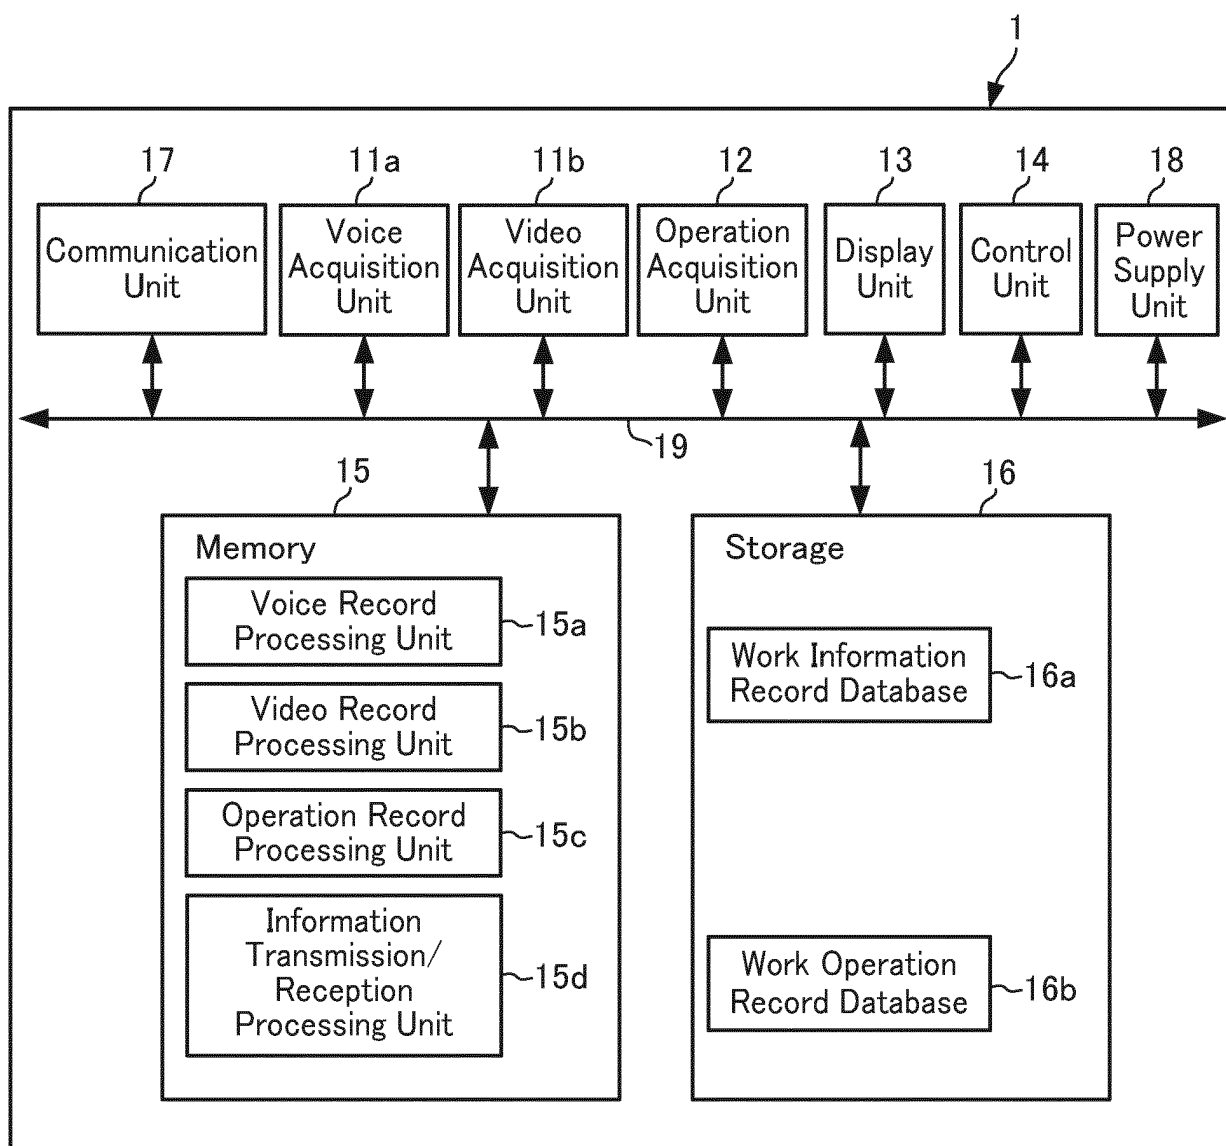 1
17
11a
11b
12
13
14
18
Communication
Unit
Voice
Acquisition
Unit
Video
Acquisition
Unit
Operation
Acquisition
Unit
Display
Unit
Control
Unit
Power
Supply
Unit
19
15
16
Memory
Voice Record
Processing Unit
15a
Video Record
Processing Unit
15b
Operation Record
Processing Unit
15c
Information
Transmission/
Reception
Processing Unit
15d
Storage
Work Information
Record Database
16a
Work Operation
Record Database
16b